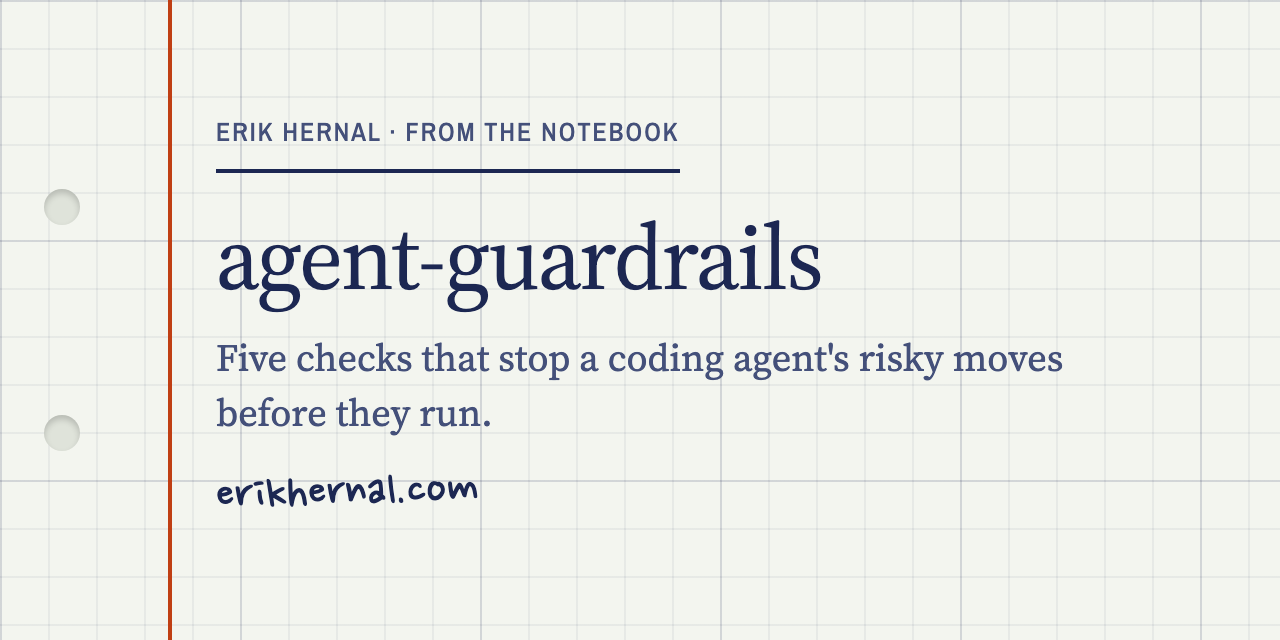 ERIK HERNAL · FROM THE NOTEBOOK
agent-guardrails
Five checks that stop a coding agent's risky moves
before they run.
erikhernal.com